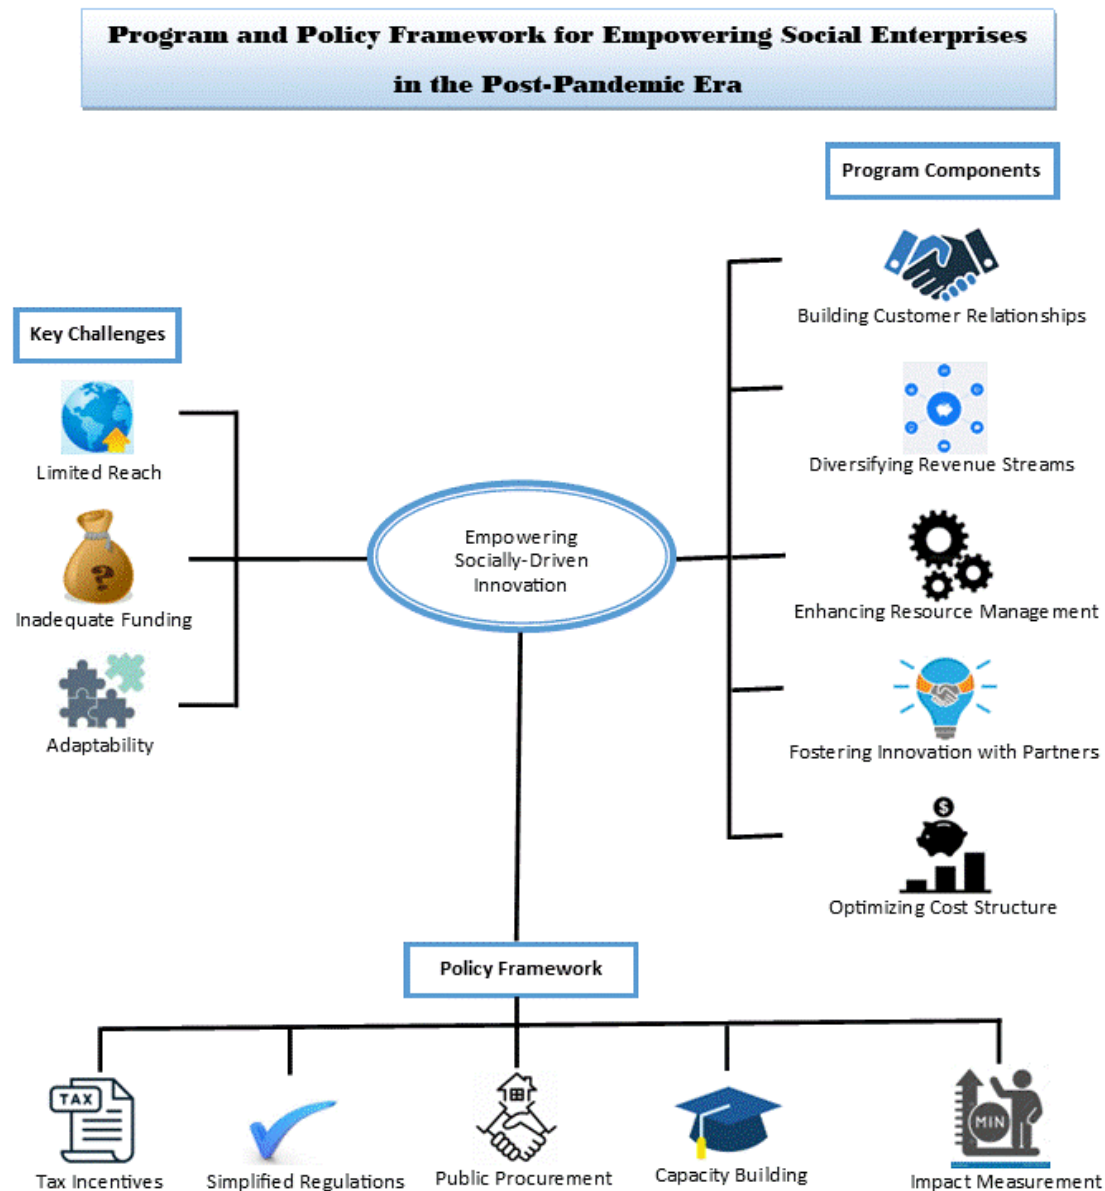 Program and Policy Framework for Empowering Social Enterprises
in the Post-Pandemic Era
Program Components
Building Customer Relationships
Key Challenges
Diversifying Revenue Streams
Limited Reach
Empowering
Socially-Driven
Innovation
Enhancing Resource Management
?
Inadequate Funding
Adaptability
Fostering Innovation with Partners
$
Optimizing Cost Structure
Policy Framework
TAX
MIN
Tax Incentives
Simplified Regulations
Public Procurement
Capacity Building
Impact Measurement